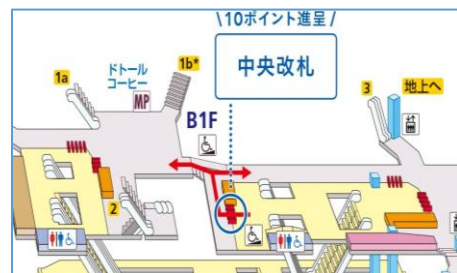 \10ポイント進呈/
中央改札
1a
ドトール
コーヒー
MP
1b*
B1F
3
地上へ
2